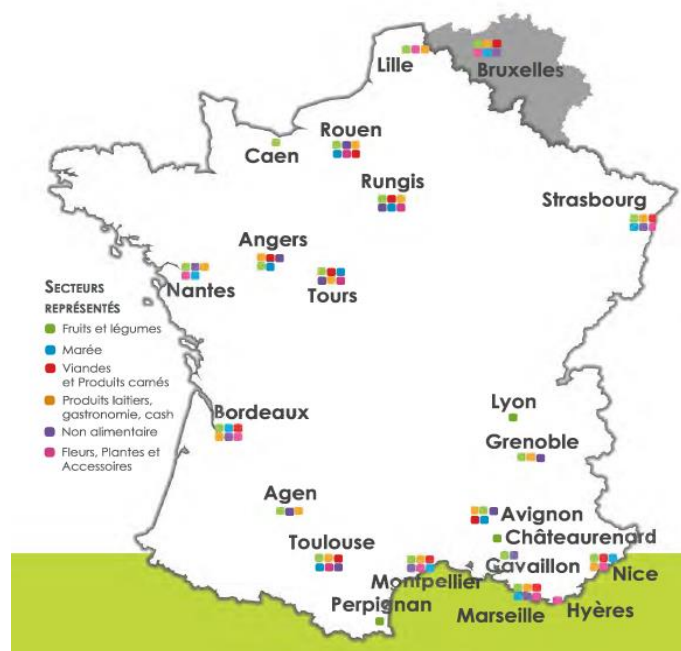 Lille
Bruxelles
Caen
Rouen
Rungis
Strasbourg
Angers
Nantes
Tours
SECTEURS
REPRÉSENTÉS
Fruits et légumes
Marée
Viandes
et Produits carnés
Produits laitiers,
gastronomie, cash
Non alimentaire
Fleurs, Plantes et
Accessoires
Bordeaux
Lyon
Grenoble
Agen
Avignon
Châteaurenard
Toulouse
Montpellier
Gavaillon
Nice
Perpignan
Marseille
Hyères